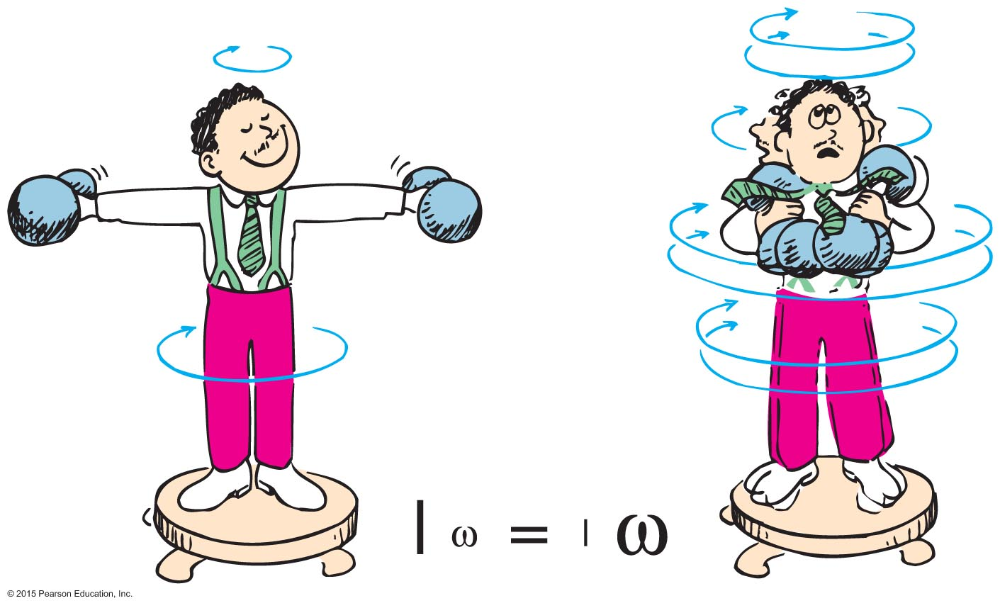 I ω = I ω
© 2015 Pearson Education, Inc.